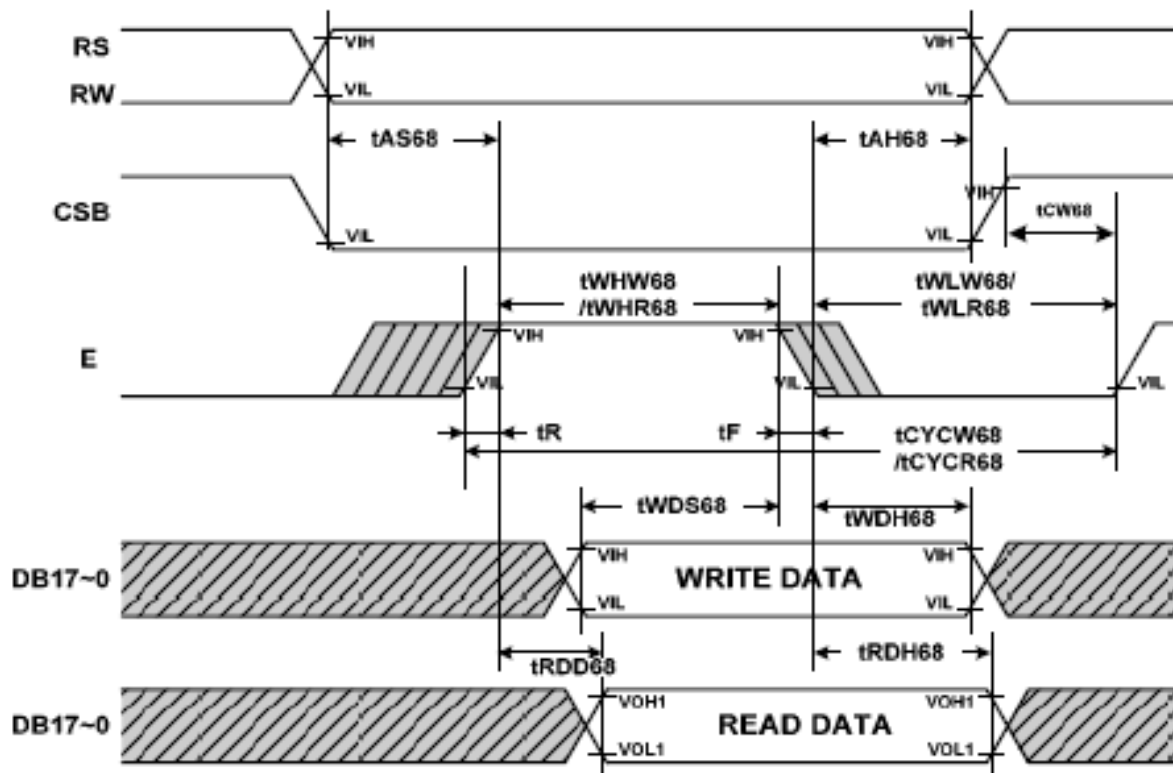 RS
VIH
VIH
RW
VIL
VIL
tAS68
tAH68
CSB
VIH
tCW68
VIL
VIL
tWHW68
/tWHR68
tWLW68/
tWLR68
E
VIH
VIH
VIL
VIL
VIL
tR
tF
tCYCW68
/tCYCR68
tWDS68
tWDH68
DB17~0
VIH
WRITE DATA
VIH
VIL
VIL
tRDD68
tRDH68
DB17~0
VOH1
READ DATA
VOH1
VOL1
VOL1